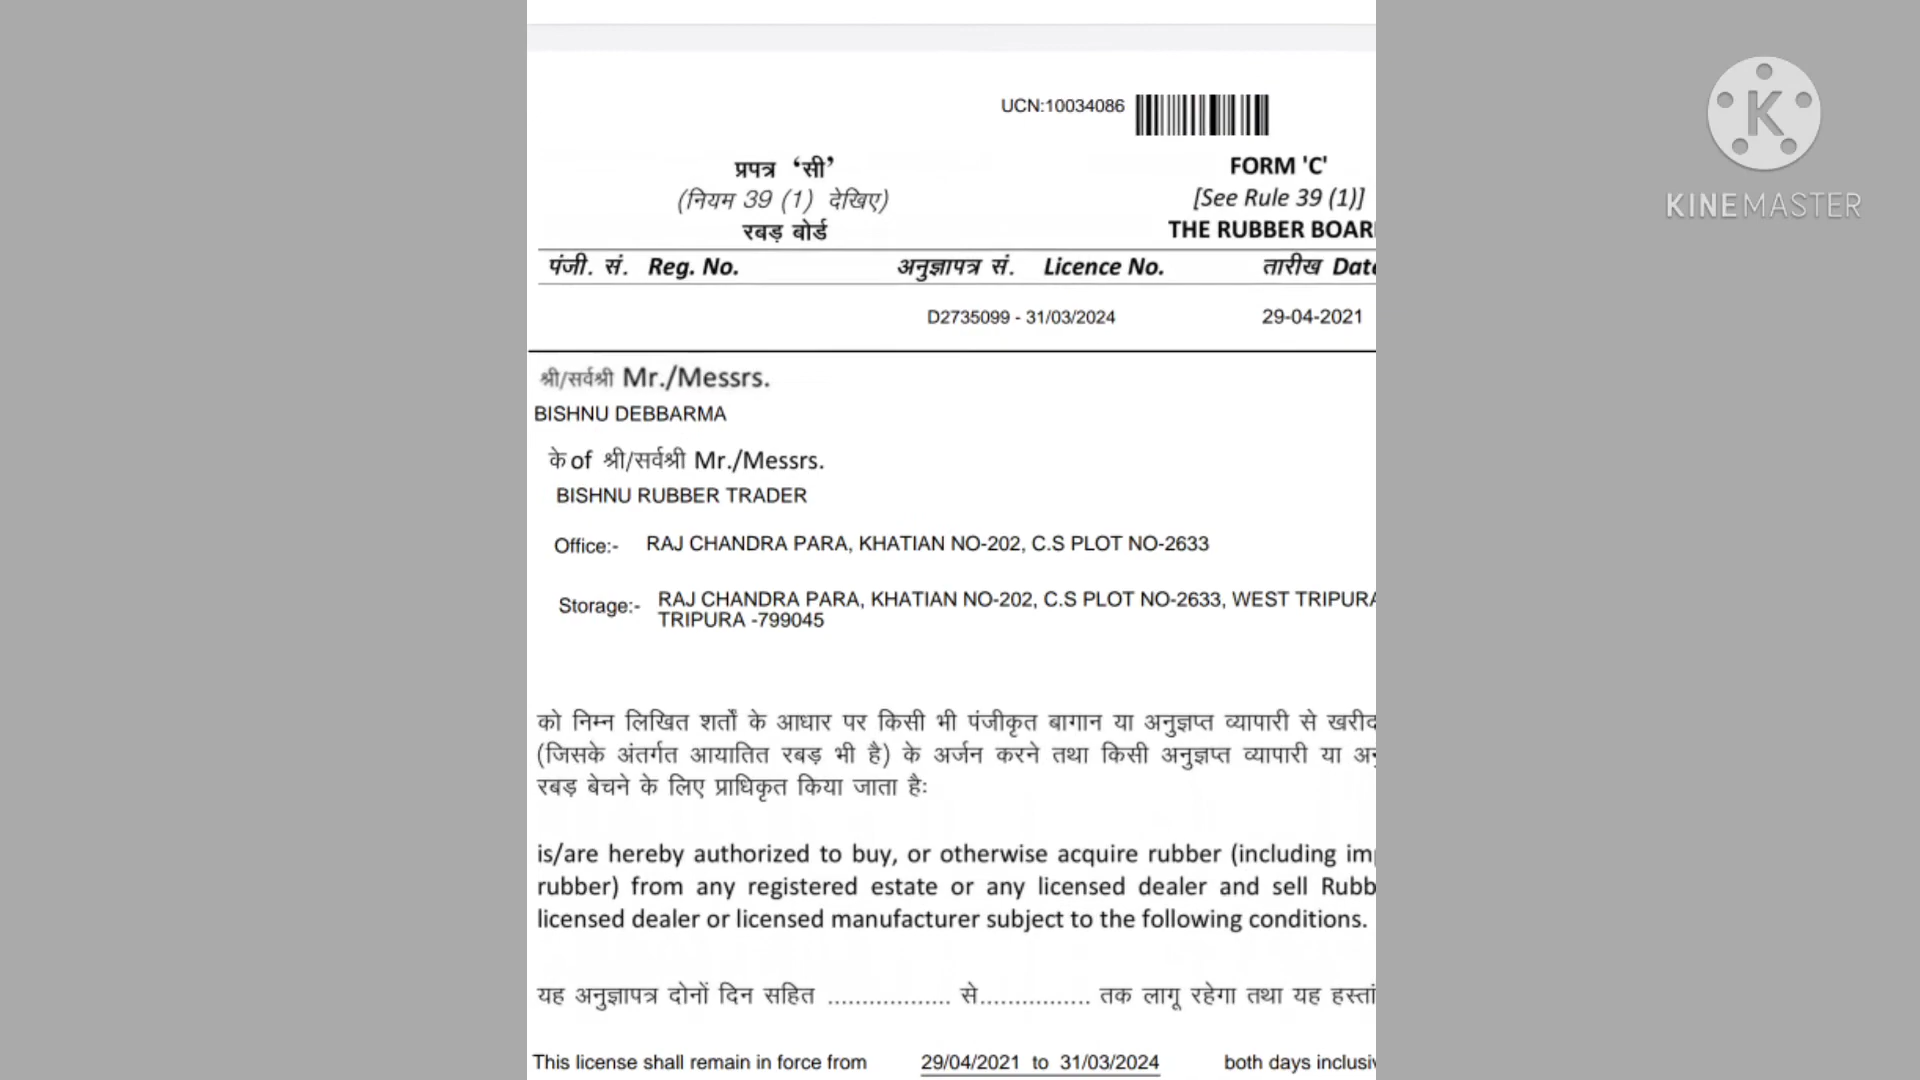 UCN:10034086
प्रपत्र ‘सी’
(नियम 39 (1) देखिए)
रबड़ बोर्ड
FORM 'C'
[See Rule 39 (1)]
THE RUBBER BOAR
पंजी. सं. Reg. No. अनुज्ञापत्र सं. Licence No. तारीख Date
D2735099 - 31/03/2024 29-04-2021
श्री/सर्वश्री Mr./Messrs.
BISHNU DEBBARMA
के of श्री/सर्वश्री Mr./Messrs.
BISHNU RUBBER TRADER
Office:- RAJ CHANDRA PARA, KHATIAN NO-202, C.S PLOT NO-2633
Storage:- RAJ CHANDRA PARA, KHATIAN NO-202, C.S PLOT NO-2633, WEST TRIPURA
TRIPURA -799045
को निम्न लिखित शर्तों के आधार पर किसी भी पंजीकृत बागान या अनुज्ञप्त व्यापारी से खरीद
(जिसके अंतर्गत आयातित रबड़ भी है) के अर्जन करने तथा किसी अनुज्ञप्त व्यापारी या
रबड़ बेचने के लिए प्राधिकृत किया जाता है:
is/are hereby authorized to buy, or otherwise acquire rubber (including im
rubber) from any registered estate or any licensed dealer and sell Rubb
licensed dealer or licensed manufacturer subject to the following conditions.
यह अनुज्ञापत्र दोनों दिन सहित .................. से................ तक लागू रहेगा तथा यह हस्तां
This license shall remain in force from 29/04/2021 to 31/03/2024 both days inclusiv
KINEMASTER